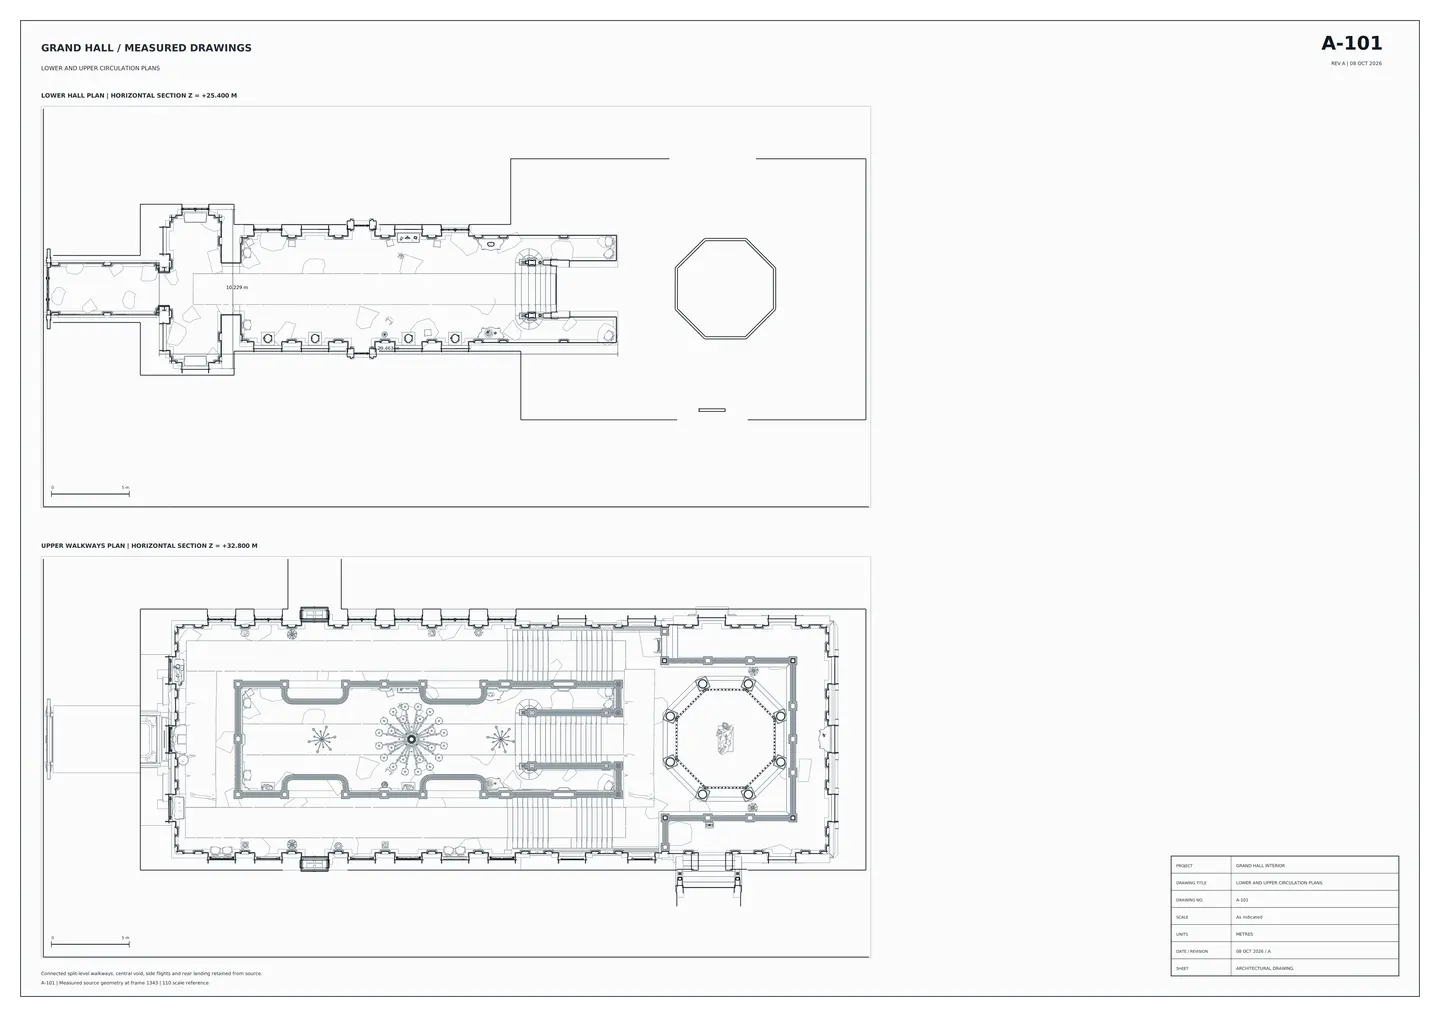 GRAND HALL / MEASURED DRAWINGS
A-101
LOWER AND UPPER CIRCULATION PLANS
REV A | 08 OCT 2026
LOWER HALL PLAN | HORIZONTAL SECTION Z = +25.400 M
10.229 m
0 5 m
UPPER WALKWAYS PLAN | HORIZONTAL SECTION Z = +32.800 M
0 5 m
PROJECT GRAND HALL INTERIOR
DRAWING TITLE LOWER AND UPPER CIRCULATION PLANS
DRAWING NO. A-101
SCALE As indicated
UNITS METRES
DATE / REVISION 08 OCT 2026 / A
SHEET ARCHITECTURAL DRAWING
Connected split-level walkways, central void, side flights and rear landing retained from source.
A-101 | Measured source geometry at frame 1343 | 110 scale reference